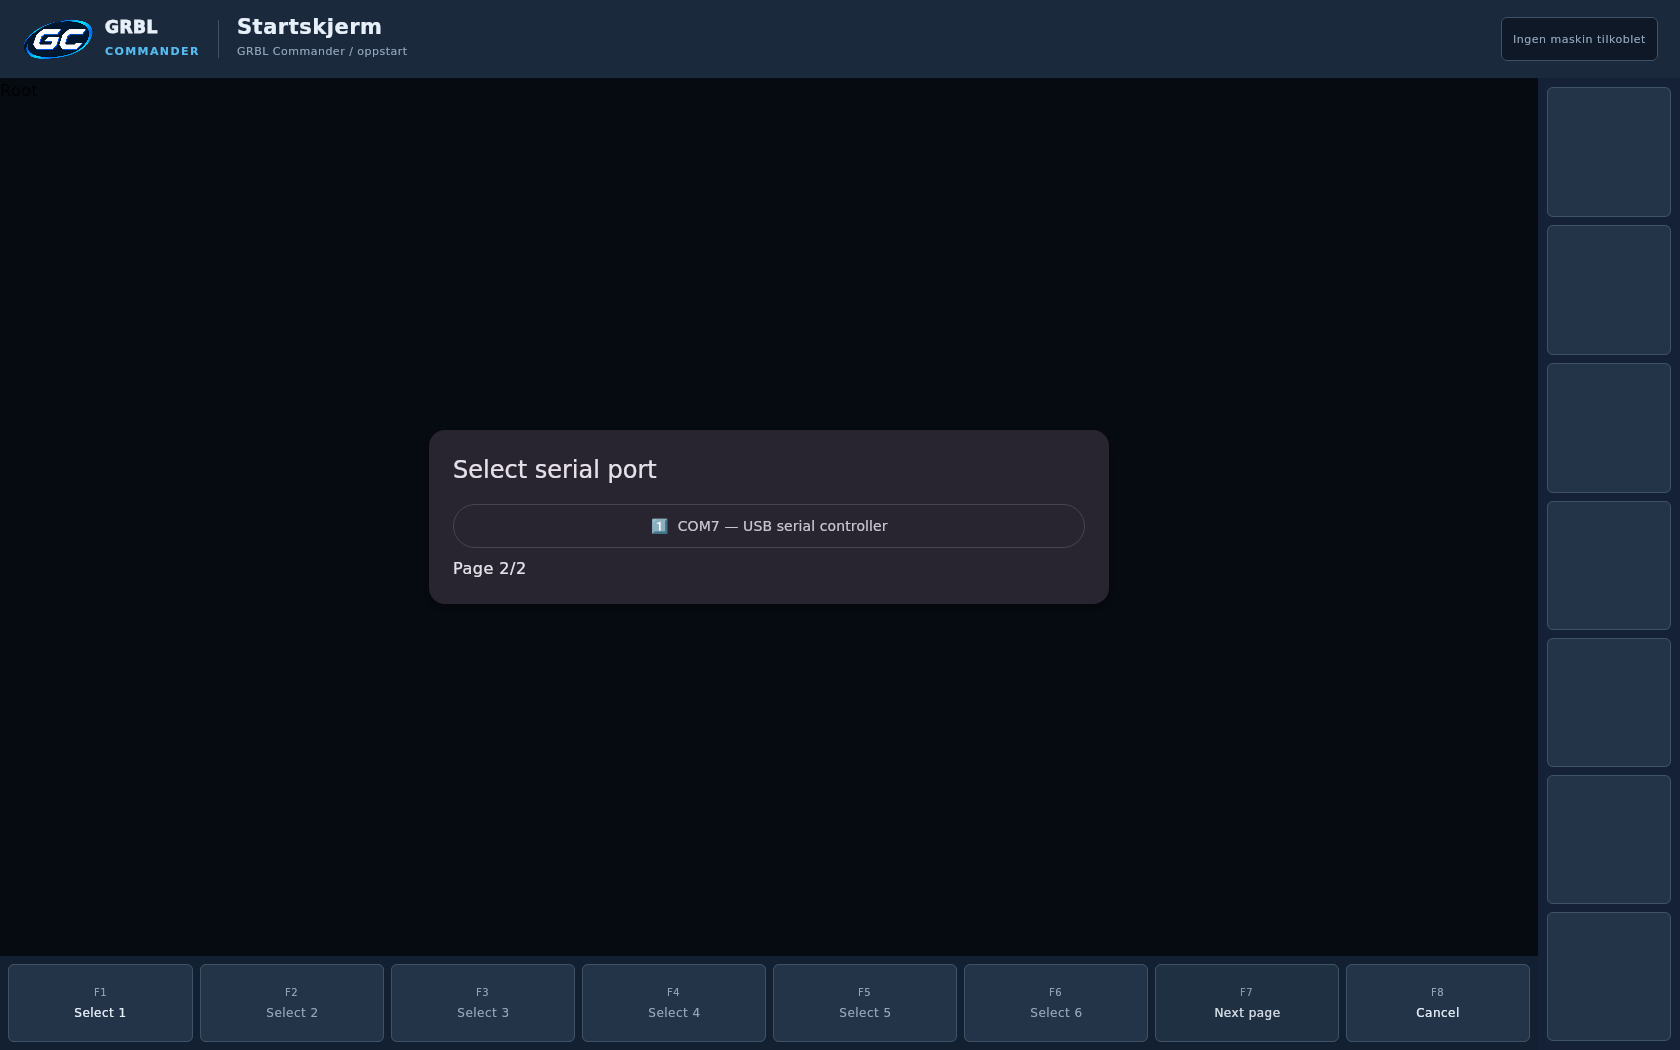 GC
GRBL
COMMANDER
Startskjerm
GRBL Commander / oppstart
Ingen maskin tilkoblet
Root
Select serial port
1 COM7 — USB serial controller
Page 2/2
F1
Select 1
F2
Select 2
F3
Select 3
F4
Select 4
F5
Select 5
F6
Select 6
F7
Next page
F8
Cancel